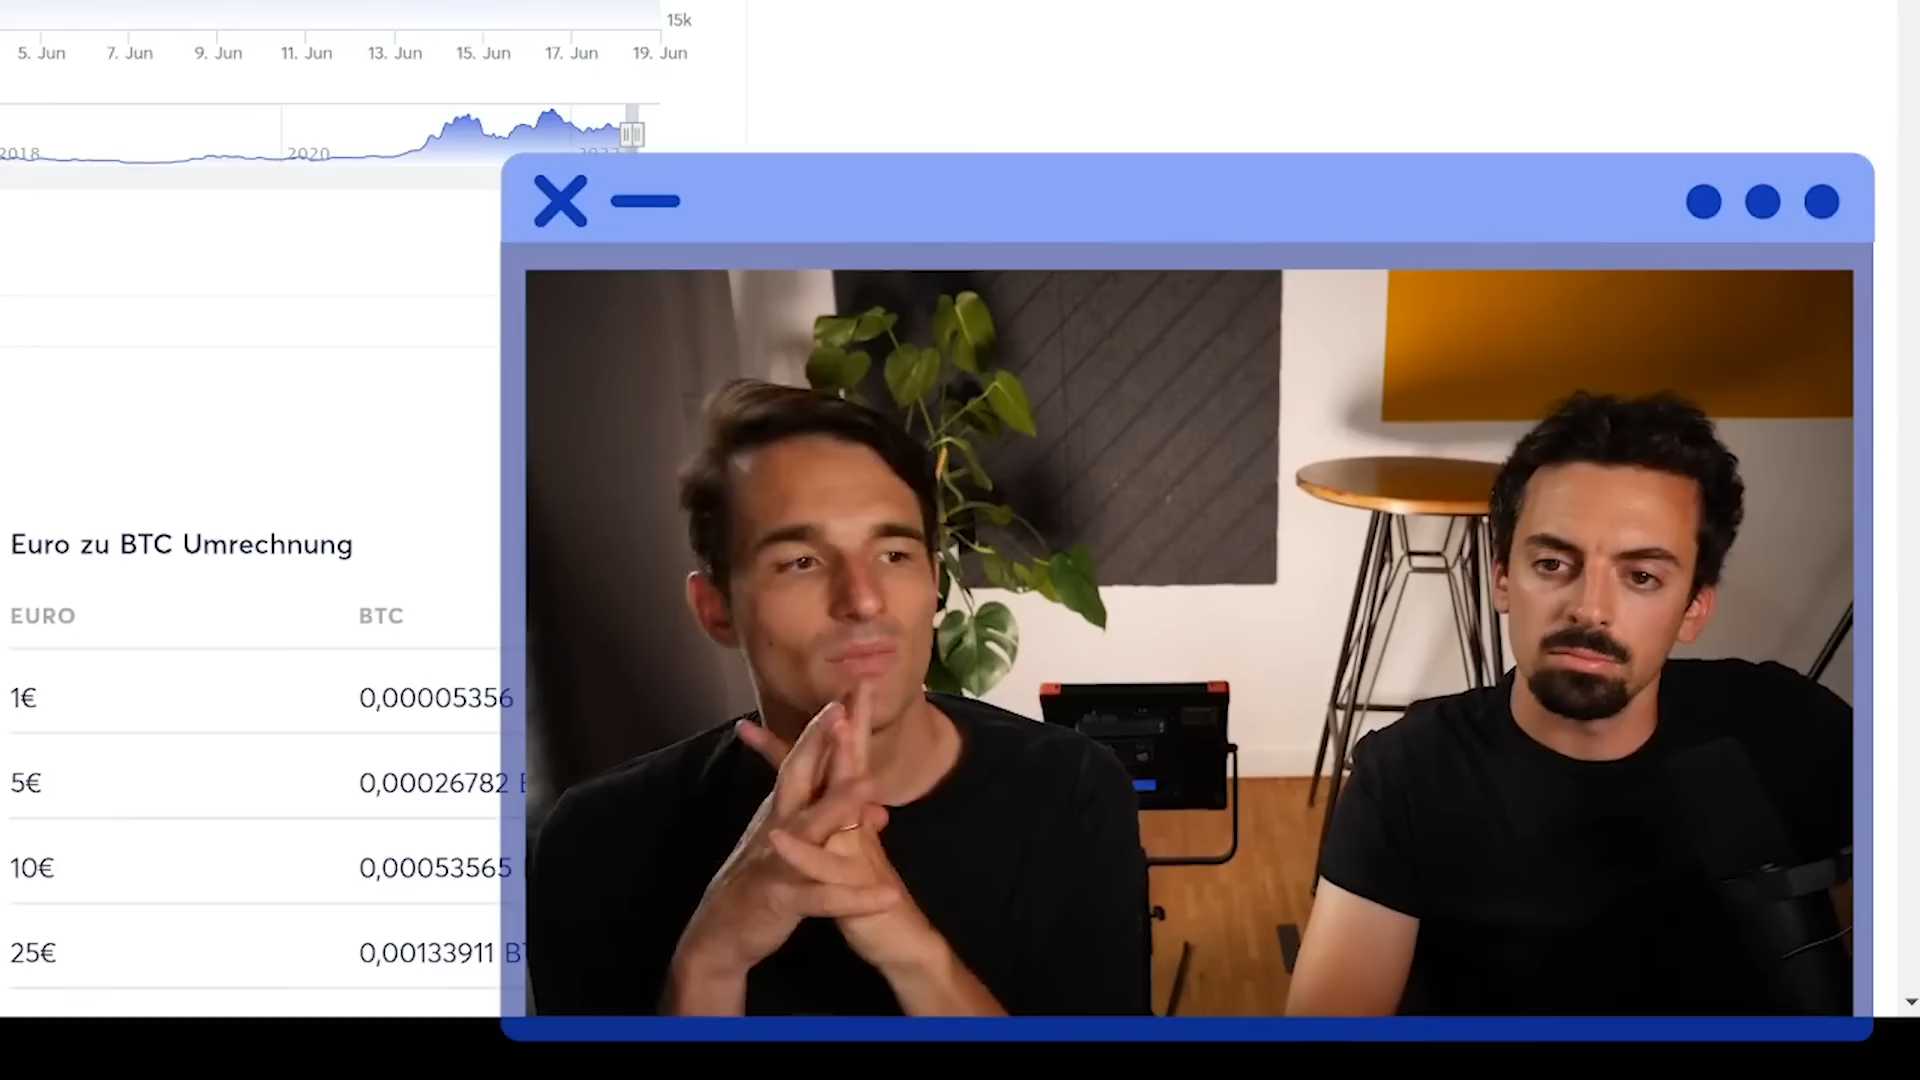 15k
5. Jun 7. Jun 9. Jun 11. Jun 13. Jun 15. Jun 17. Jun 19. Jun
2018 2020
Euro zu BTC Umrechnung
EURO BTC
1€ 0,00005356
5€ 0,00026782
10€ 0,00053565
25€ 0,00133911 BT